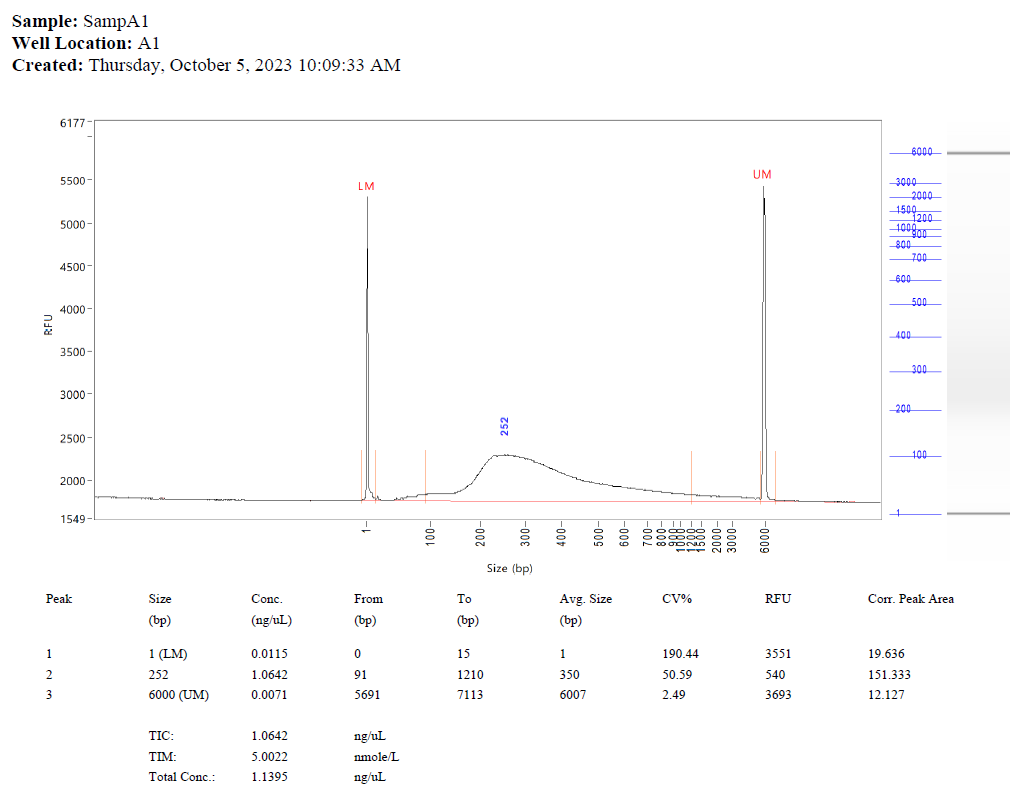 Sample: SampA1
Well Location: A1
Created: Thursday, October 5, 2023 10:09:33 AM
6177
5500
5000
4500
4000
3500
3000
2500
2000
1549
RFU
LM
252
UM
1
100
200
300
400
500
600
700
800
900
1000
1200
1500
2000
3000
6000
Size (bp)
6000
3000
2000
1500
1200
1000
900
800
700
600
500
400
300
200
100
1
Peak Size Conc. From To Avg. Size CV% RFU Corr. Peak Area
(bp) (ng/uL) (bp) (bp) (bp)
1 1 (LM) 0.0115 0 15 1 190.44 3551 19.636
2 252 1.0642 91 1210 350 50.59 540 151.333
3 6000 (UM) 0.0071 5691 7113 6007 2.49 3693 12.127
TIC: 1.0642 ng/uL
TIM: 5.0022 nmole/L
Total Conc.: 1.1395 ng/uL